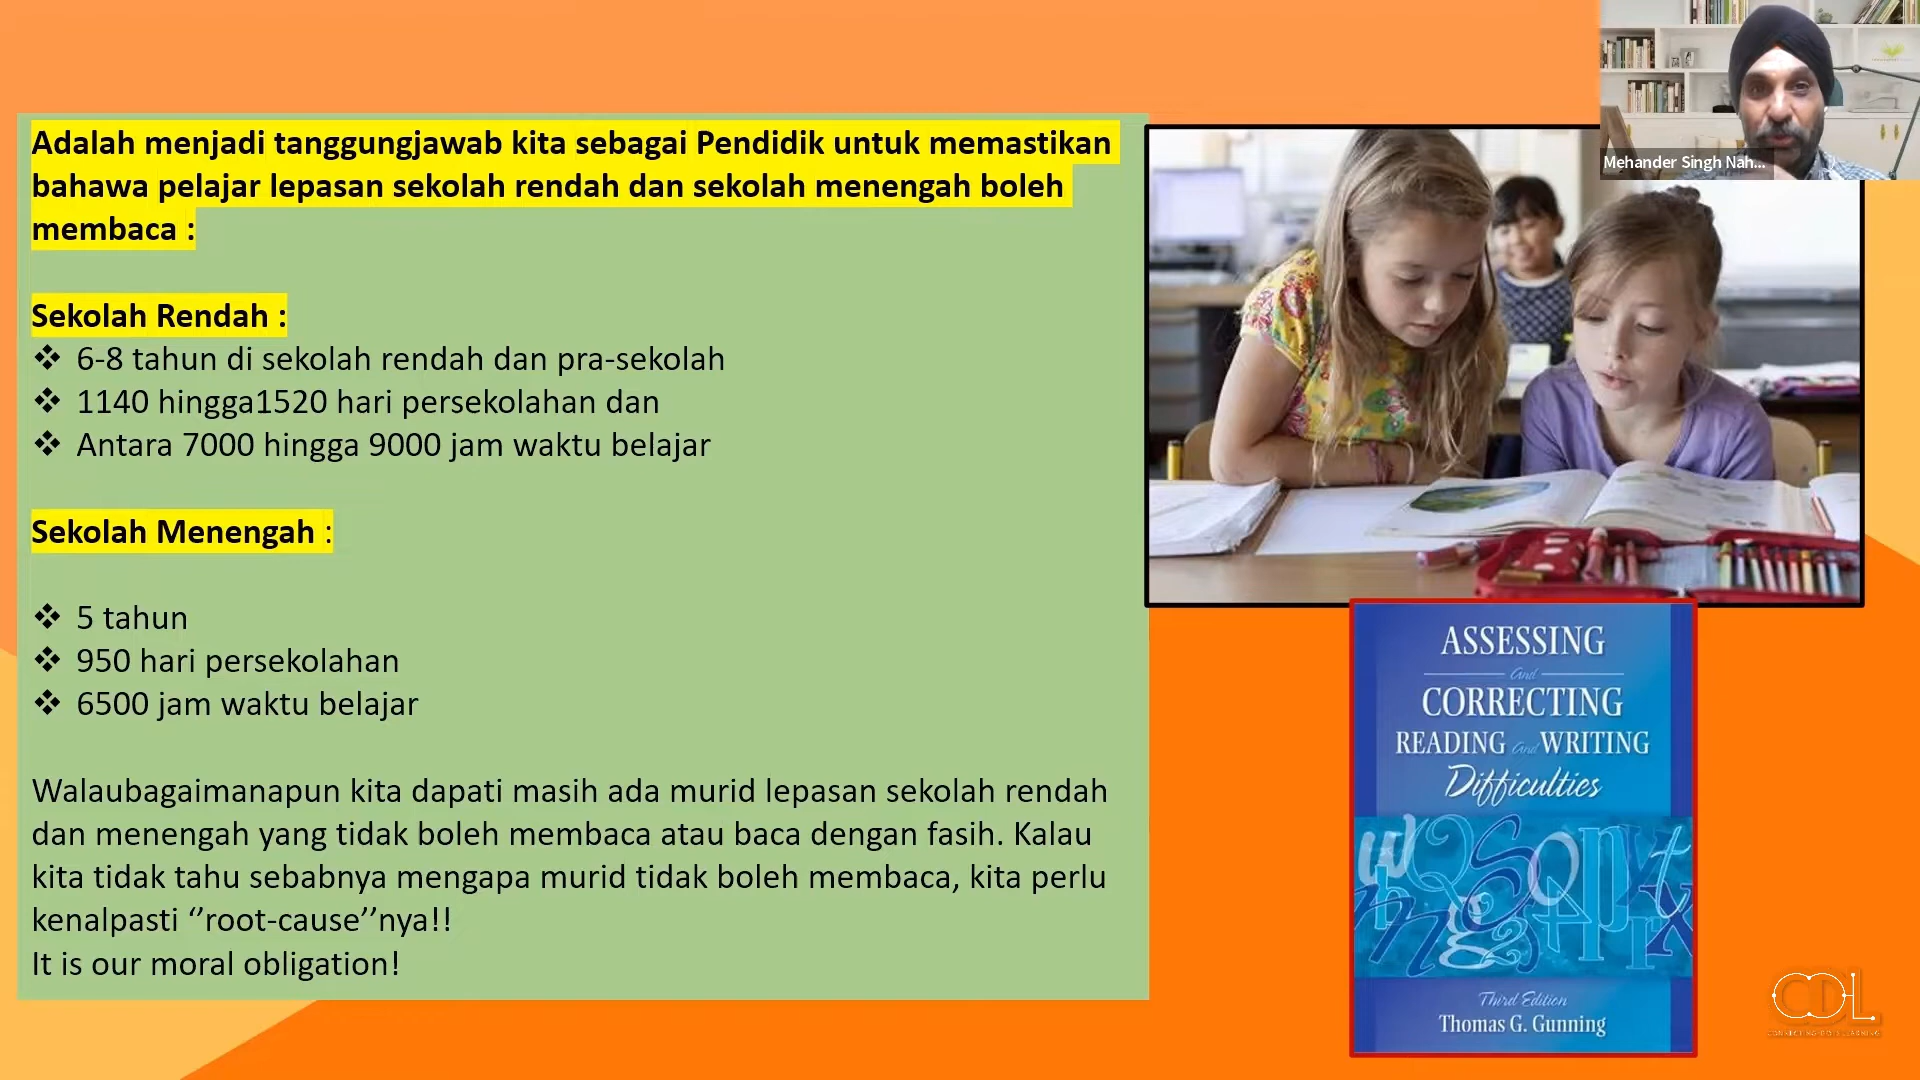 Adalah menjadi tanggungjawab kita sebagai Pendidik untuk memastikan
bahawa pelajar lepasan sekolah rendah dan sekolah menengah boleh
membaca :
Sekolah Rendah :
❖ 6-8 tahun di sekolah rendah dan pra-sekolah
❖ 1140 hingga1520 hari persekolahan dan
❖ Antara 7000 hingga 9000 jam waktu belajar
Sekolah Menengah :
❖ 5 tahun
❖ 950 hari persekolahan
❖ 6500 jam waktu belajar
Walaubagaimanapun kita dapati masih ada murid lepasan sekolah rendah
dan menengah yang tidak boleh membaca atau baca dengan fasih. Kalau
kita tidak tahu sebabnya mengapa murid tidak boleh membaca, kita perlu
kenalpasti ‘’root-cause’’nya!!
It is our moral obligation!
Mehander Singh Nah...
ASSESSING
And
CORRECTING
READING and WRITING
Difficulties
Third Edition
Thomas G. Gunning
CDL